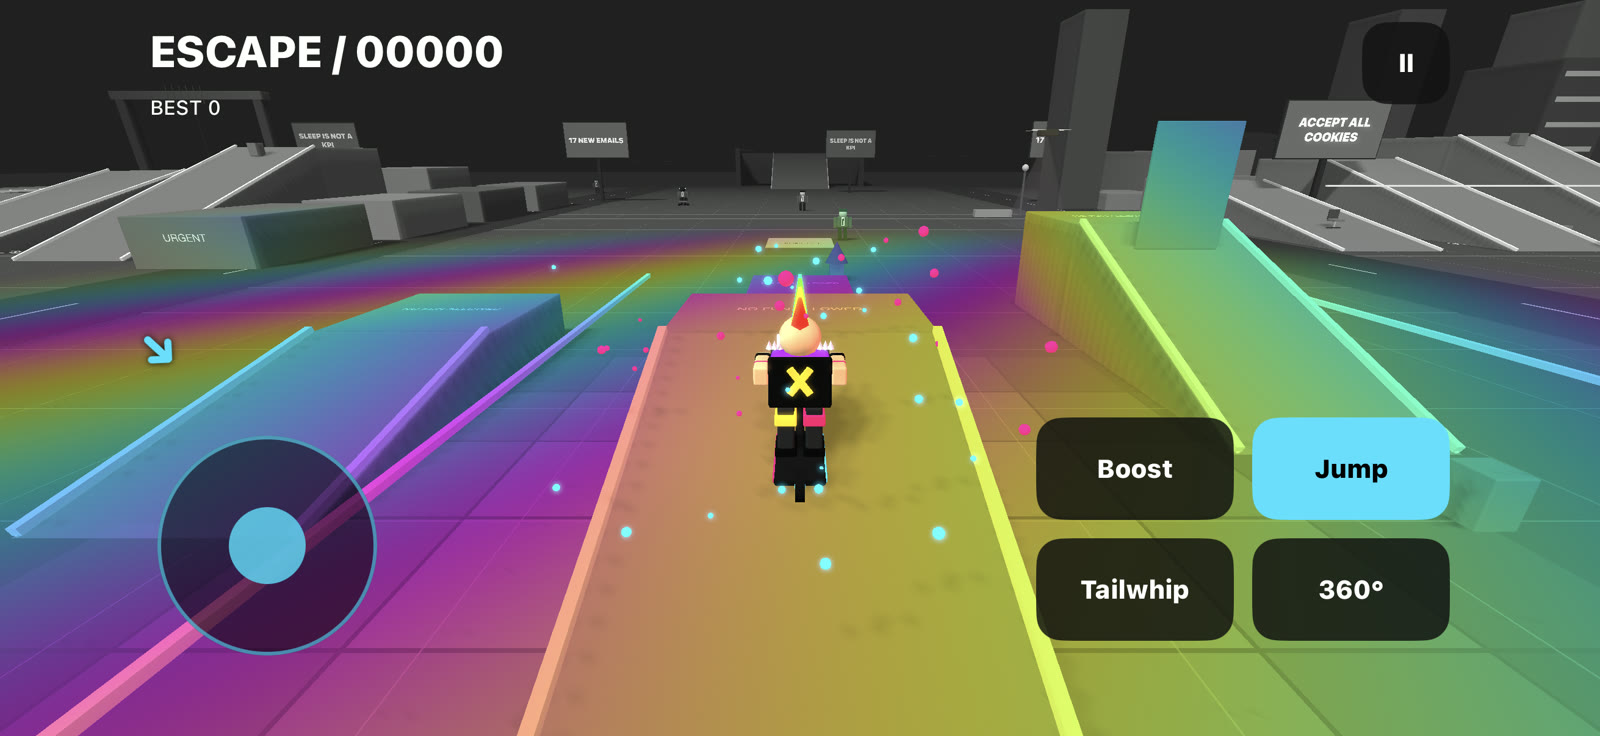 ESCAPE / 00000
BEST 0
SLEEP IS NOT A
KPI
17 NEW EMAILS
SLEEP IS NOT A
KPI
17
ACCEPT ALL
COOKIES
URGENT
X
Boost
Jump
Tailwhip
360°